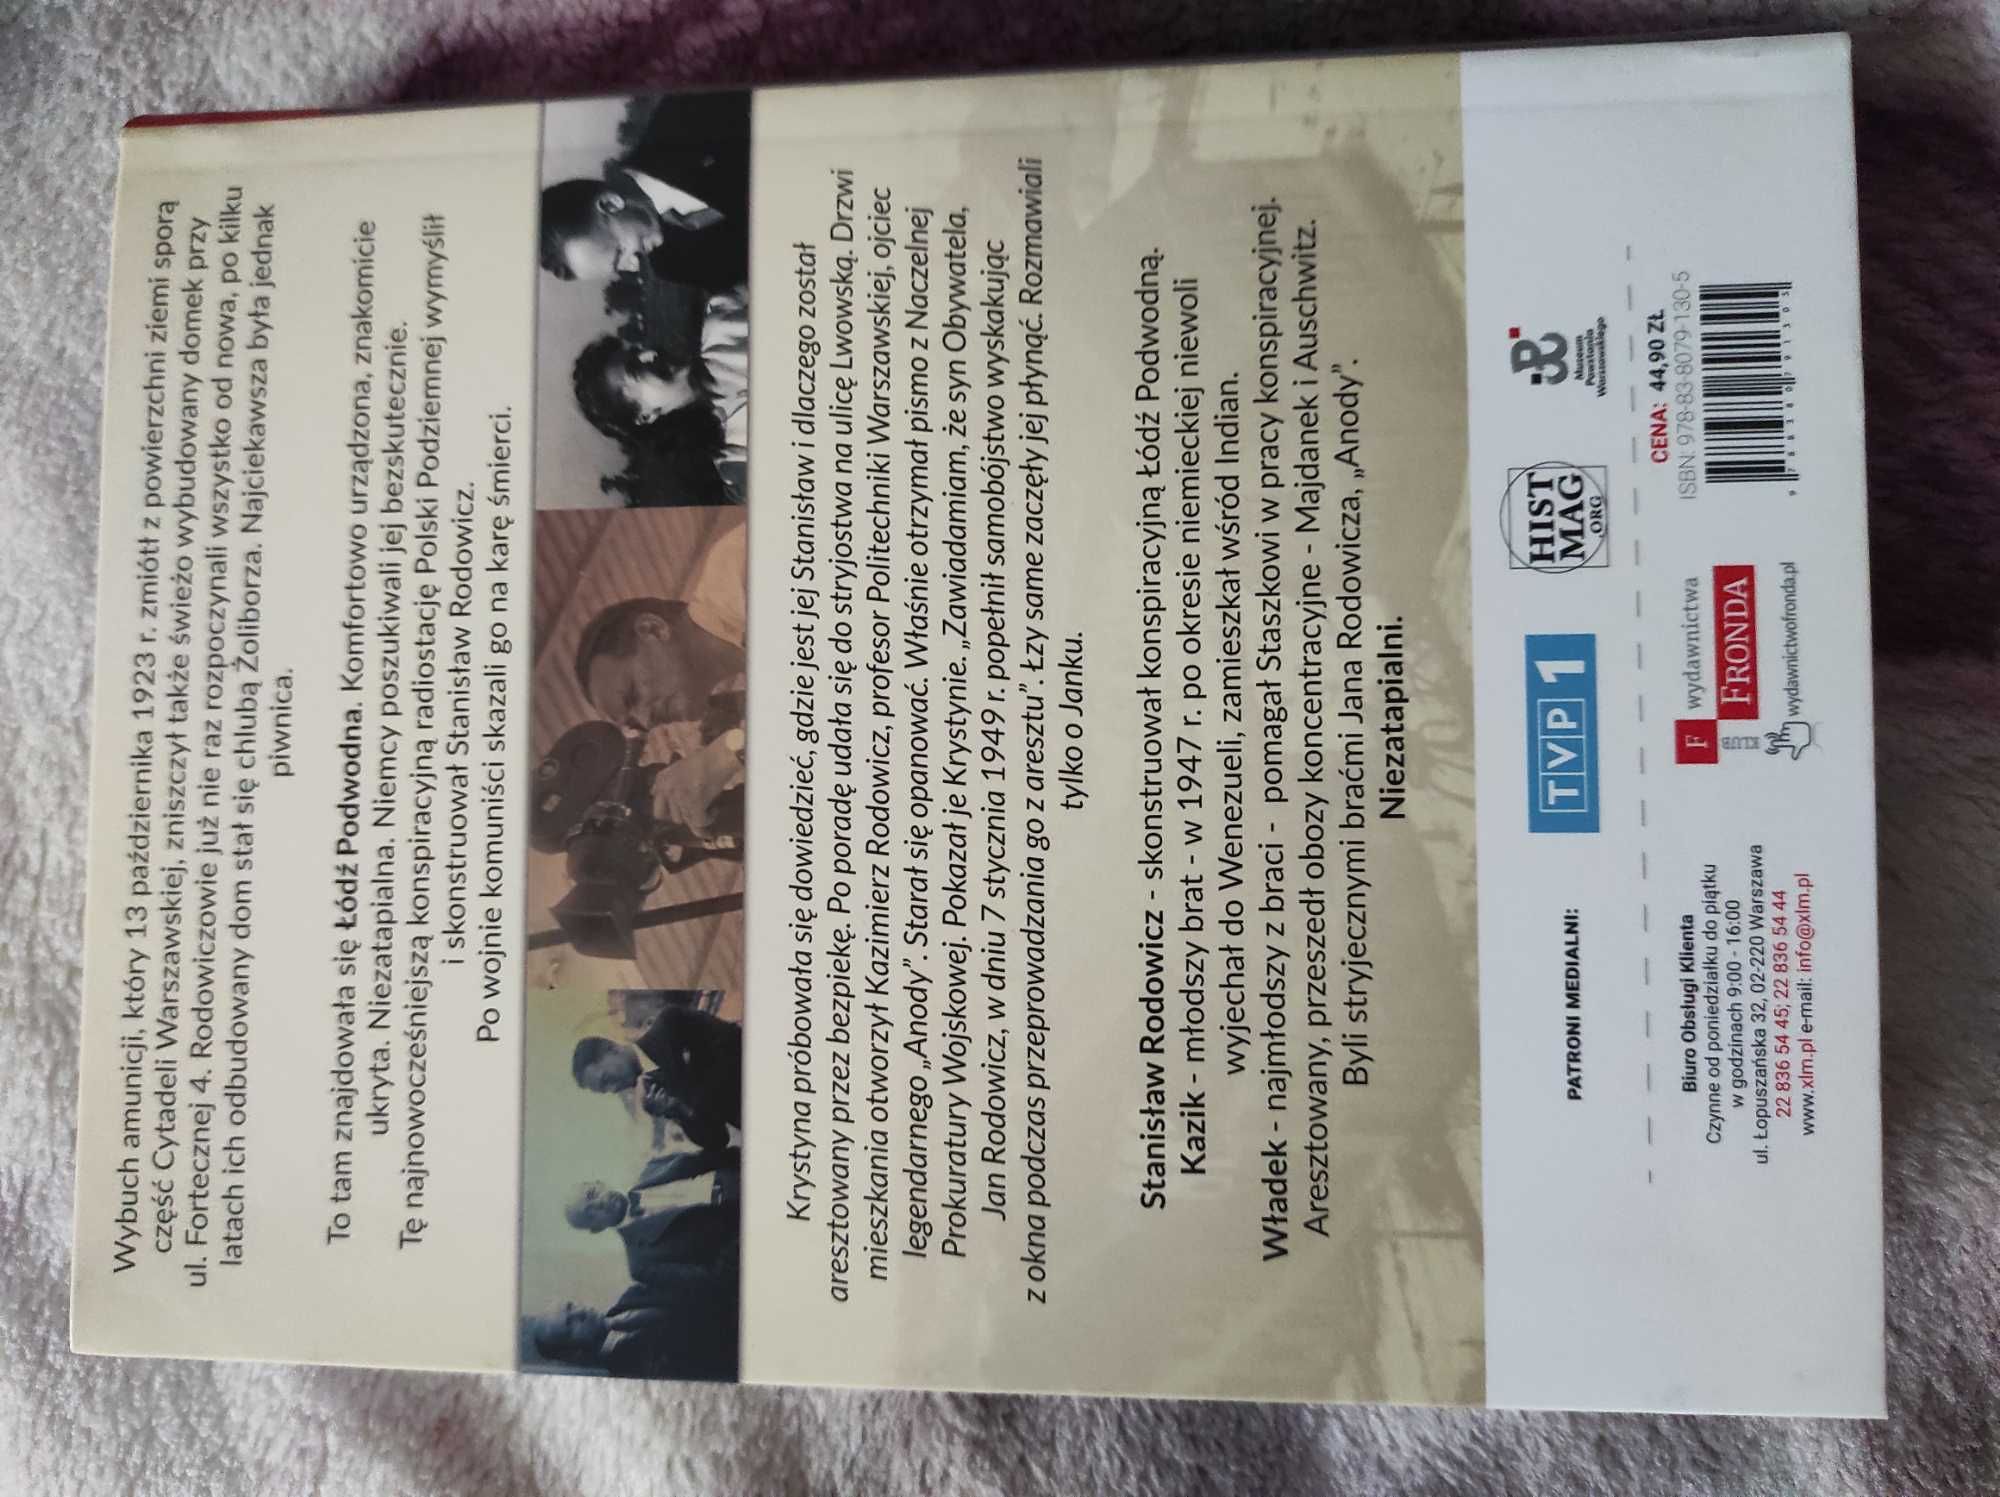 Wybuch amunicji, który 13 października 1923 r. zmiótł z powierzchni ziemi sporą
część Cytadeli Warszawskiej, zniszczył także świeżo wybudowany domek przy
ul. Fortecznej 4. Rodowiczowie już nie raz rozpoczynali wszystko od nowa, po kilku
latach ich odbudowany dom stał się chlubą Żoliborza. Najciekawsza była jednak
piwnica.
To tam znajdowała się Łódź Podwodna. Komfortowo urządzona, znakomicie
ukryta. Niezatapialna. Niemcy poszukiwali jej bezskutecznie.
Tę najnowocześniejszą konspiracyjną radiostację Polski Podziemnej wymyślił
i skonstruował Stanisław Rodowicz.
Po wojnie komuniści skazali go na karę śmierci.
Krystyna próbowała się dowiedzieć, gdzie jest jej Stanisław i dlaczego został
aresztowany przez bezpiekę. Po poradę udała się do stryjostwa na ulicę Lwowską. Drzwi
mieszkania otworzył Kazimierz Rodowicz, profesor Politechniki Warszawskiej, ojciec
legendarnego „Anody”. Starał się opanować. Właśnie otrzymał pismo z Naczelnej
Prokuratury Wojskowej. Pokazał je Krystynie. „Zawiadamiam, że syn Obywatela,
Jan Rodowicz, w dniu 7 stycznia 1949 r. popełnił samobójstwo wyskakując
z okna podczas przeprowadzania go z aresztu”. Łzy same zaczęły jej płynąć. Rozmawiali
tylko o Janku.
Stanisław Rodowicz - skonstruował konspiracyjną Łódź Podwodną.
Kazik - młodszy brat - w 1947 r. po okresie niemieckiej niewoli
wyjechał do Wenezueli, zamieszkał wśród Indian.
Władek - najmłodszy z braci - pomagał Staszkowi w pracy konspiracyjnej.
Aresztowany, przeszedł obozy koncentracyjne - Majdanek i Auschwitz.
Byli stryjecznymi braćmi Jana Rodowicza, „Anody”.
Niezatapialni.
PATRONI MEDIALNI:
TVP1
HIST
MAG
.ORG
Muzeum
Powstania
Warszawskiego
Biuro Obsługi Klienta
Czynne od poniedziałku do piątku
w godzinach 9:00 - 16:00
ul. Łopuszańska 32, 02-220 Warszawa
22 836 54 45; 22 836 54 44
www.xlm.pl e-mail: info@xlm.pl
F wydawnictwa
FRONDA
wydawnictwofronda.pl
CENA: 44,90 ZŁ
ISBN: 978-83-8079-130-5
9 788380 791305